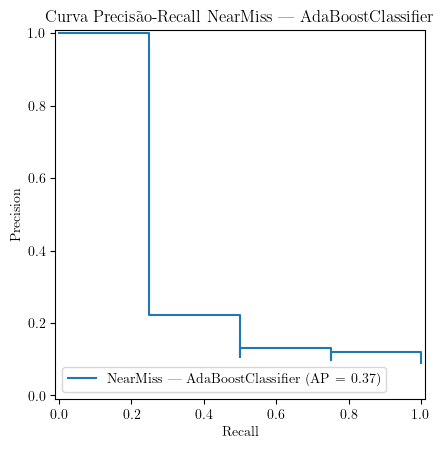 Curva Precisão-Recall NearMiss — AdaBoostClassifier
1.0
0.8
0.6
0.4
0.2
0.0
Precision
NearMiss — AdaBoostClassifier (AP = 0.37)
0.0 0.2 0.4 0.6 0.8 1.0
Recall